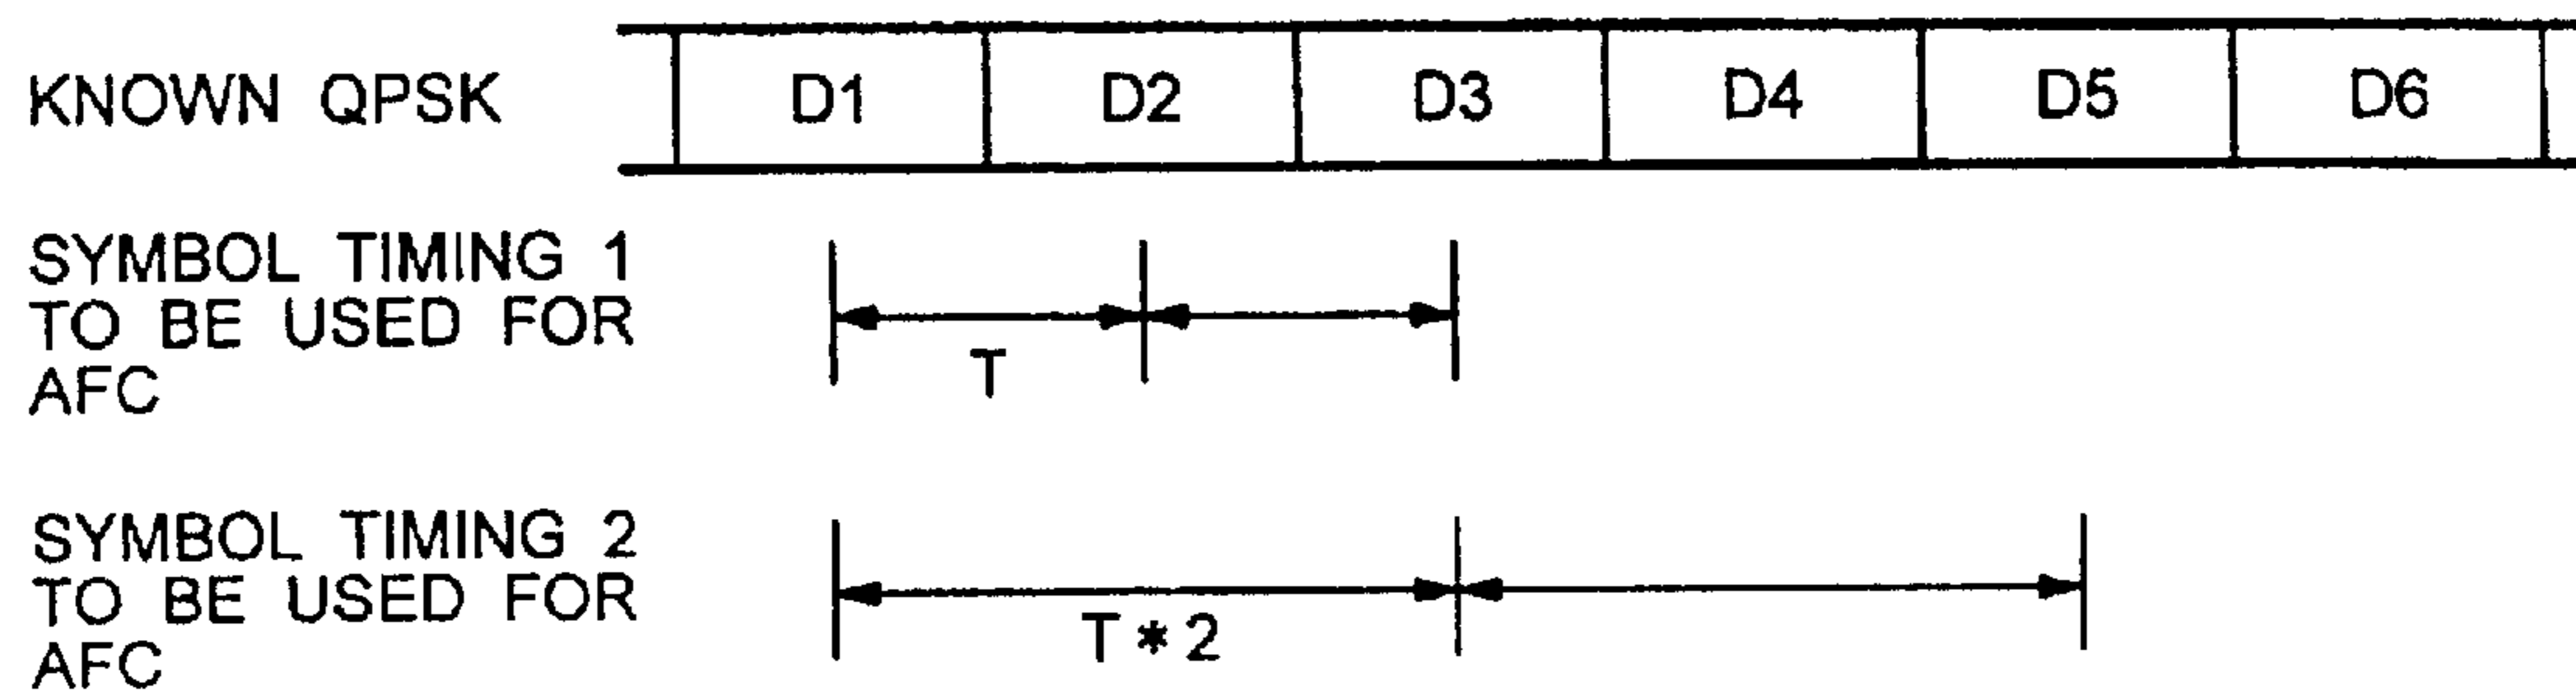 KNOWN QPSK D1 D2 D3 D4 D5 D6
SYMBOL TIMING 1
TO BE USED FOR
AFC
T
SYMBOL TIMING 2
TO BE USED FOR
AFC
T * 2